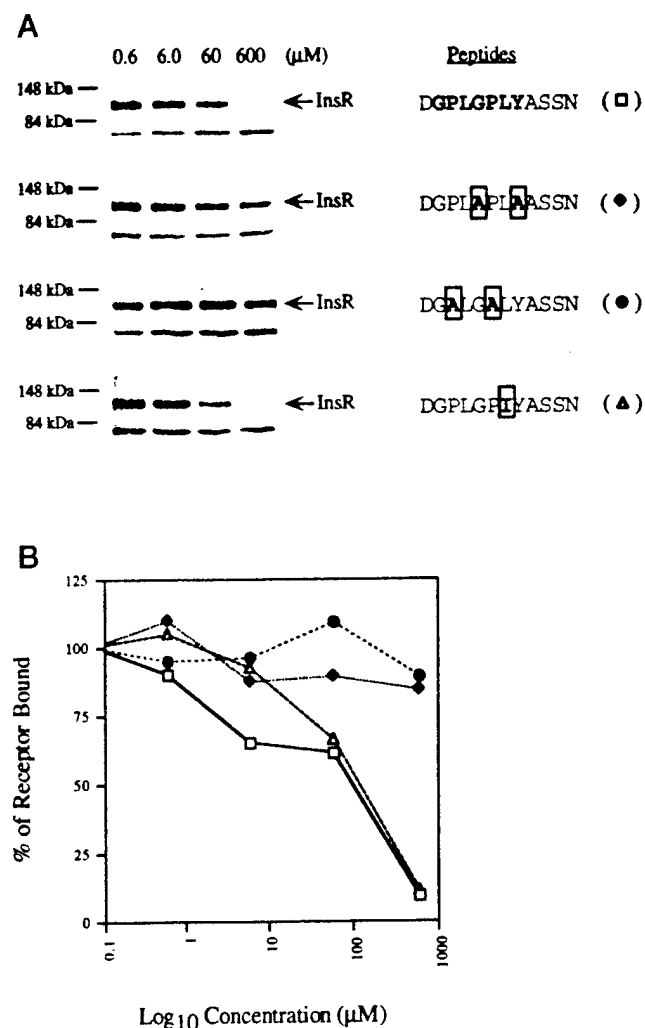 A
0.6 6.0 60 600 (µM) Peptides
148 kDa
84 kDa
InsR
DGPLGPLYASSN
148 kDa
84 kDa
InsR
DGPLAPLAASSN
148 kDa
84 kDa
InsR
DGALGALYASSN
148 kDa
84 kDa
InsR
DGPLGPIYASSN
B
125
100
75
50
25
0
% of Receptor Bound
0.1 1 10 100 1000
Log10 Concentration (µM)